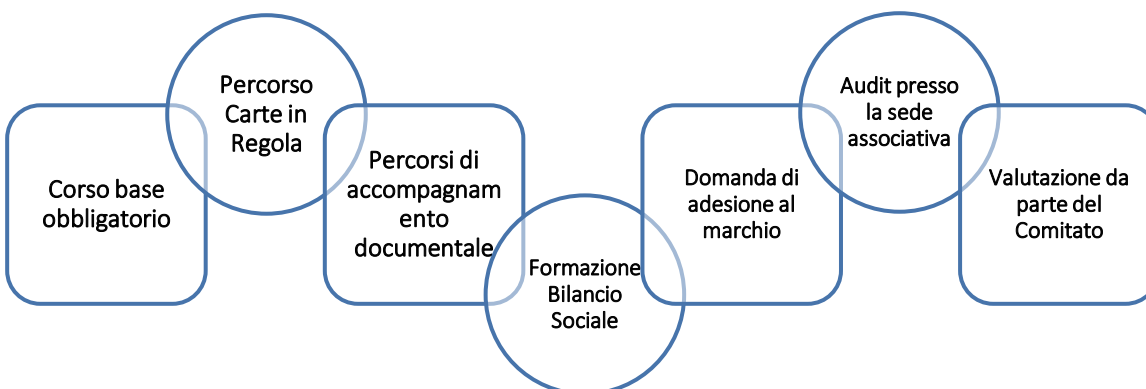 Corso base
obbligatorio
Percorso
Carte in
Regola
Percorsi di
accompagnam
ento
documentale
Formazione
Bilancio
Sociale
Domanda di
adesione al
marchio
Audit presso
la sede
associativa
Valutazione da
parte del
Comitato